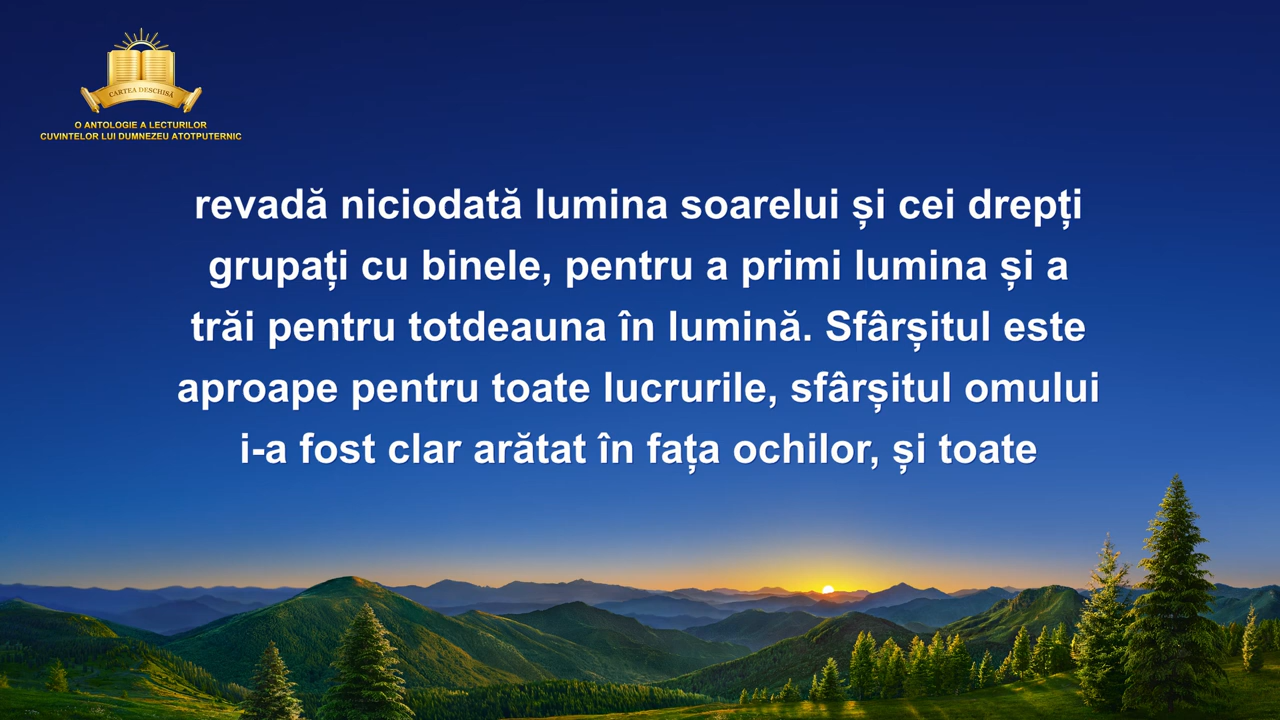 CARTEA DESCHISĂ
O ANTOLOGIE A LECTURILOR
CUVINTELOR LUI DUMNEZEU ATOTPUTERNIC
revadă niciodată lumina soarelui și cei drepți
grupați cu binele, pentru a primi lumina și a
trăi pentru totdeauna în lumină. Sfârșitul este
aproape pentru toate lucrurile, sfârșitul omului
i-a fost clar arătat în fața ochilor, și toate